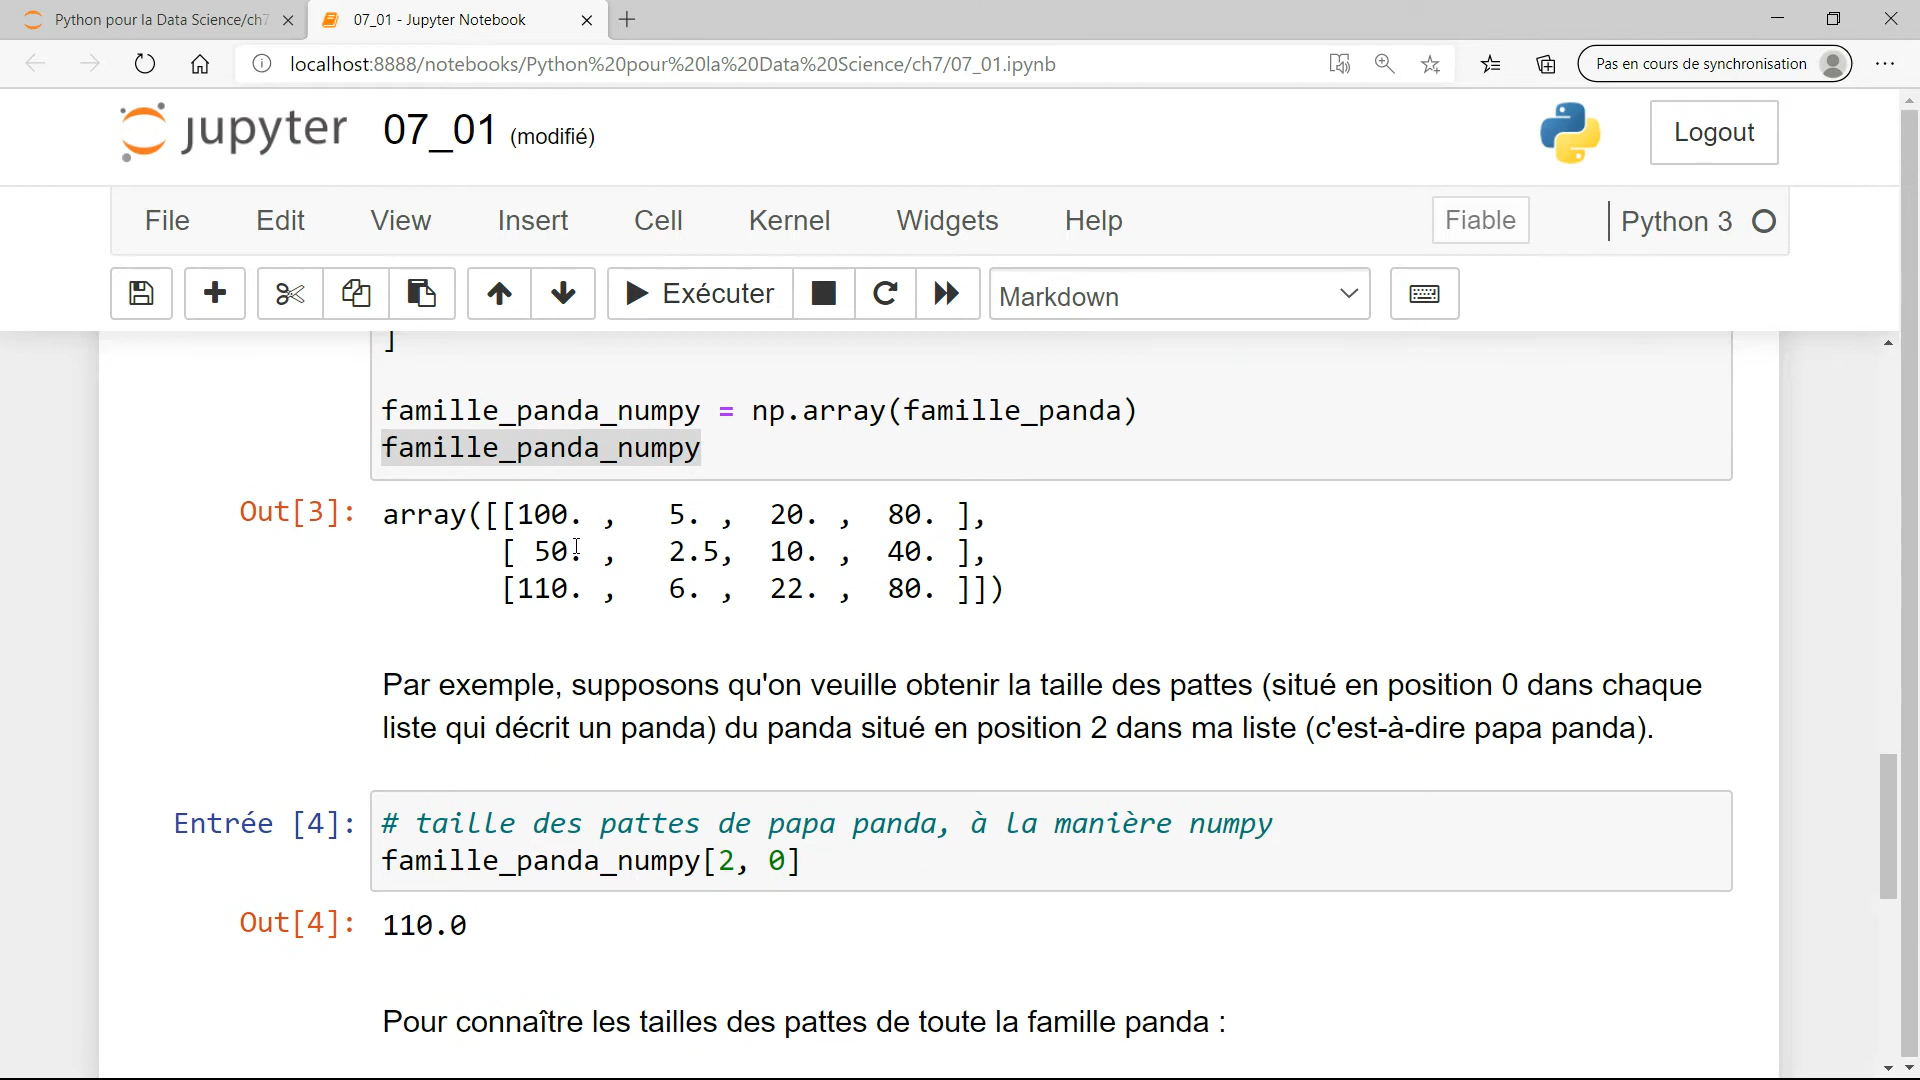 Python pour la Data Science/ch7
07_01 - Jupyter Notebook
localhost:8888/notebooks/Python%20pour%20la%20Data%20Science/ch7/07_01.ipynb
Pas en cours de synchronisation
jupyter 07_01 (modifié)
Logout
File Edit View Insert Cell Kernel Widgets Help Fiable Python 3
Exécuter Markdown
]
famille_panda_numpy = np.array(famille_panda)
famille_panda_numpy
Out[3]: array([[100. , 5. , 20. , 80. ],
[ 50. , 2.5, 10. , 40. ],
[110. , 6. , 22. , 80. ]])
Par exemple, supposons qu'on veuille obtenir la taille des pattes (situé en position 0 dans chaque
liste qui décrit un panda) du panda situé en position 2 dans ma liste (c'est-à-dire papa panda).
Entrée [4]: # taille des pattes de papa panda, à la manière numpy
famille_panda_numpy[2, 0]
Out[4]: 110.0
Pour connaître les tailles des pattes de toute la famille panda :